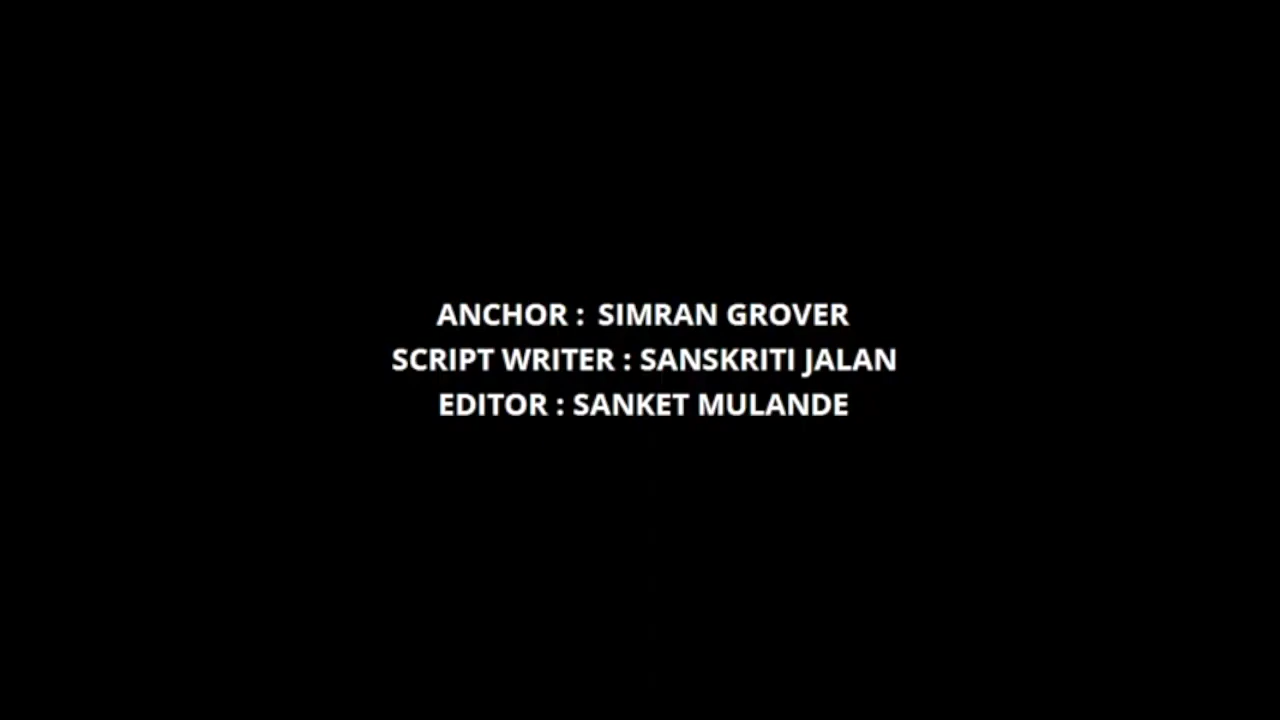 ANCHOR :  SIMRAN GROVER
SCRIPT WRITER : SANSKRITI JALAN
EDITOR : SANKET MULANDE